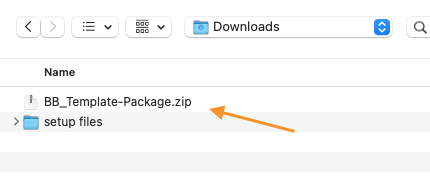 Downloads
Name
BB_Template-Package.zip
setup files